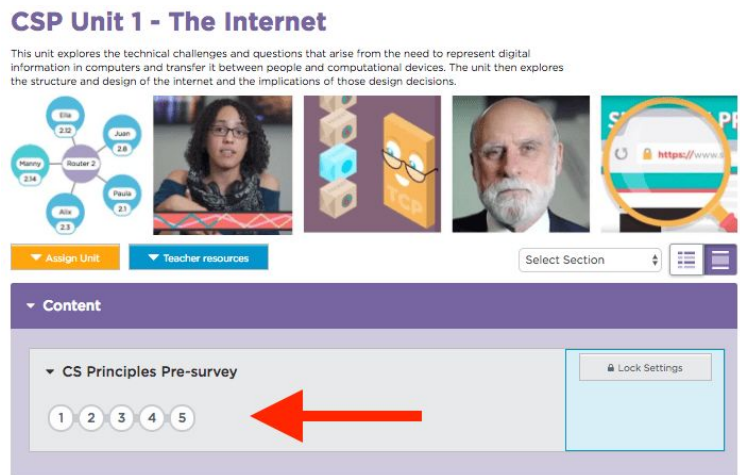 CSP Unit 1 - The Internet
This unit explores the technical challenges and questions that arise from the need to represent digital
information in computers and transfer it between people and computational devices. The unit then explores
the structure and design of the internet and the implications of those design decisions.
Ella
2.12
Juan
2.8
Manny
2.14
Router 2
Paula
2.1
Alix
2.3
TCP
https://www.
Assign Unit
Teacher resources
Select Section
Content
CS Principles Pre-survey
Lock Settings
1 2 3 4 5